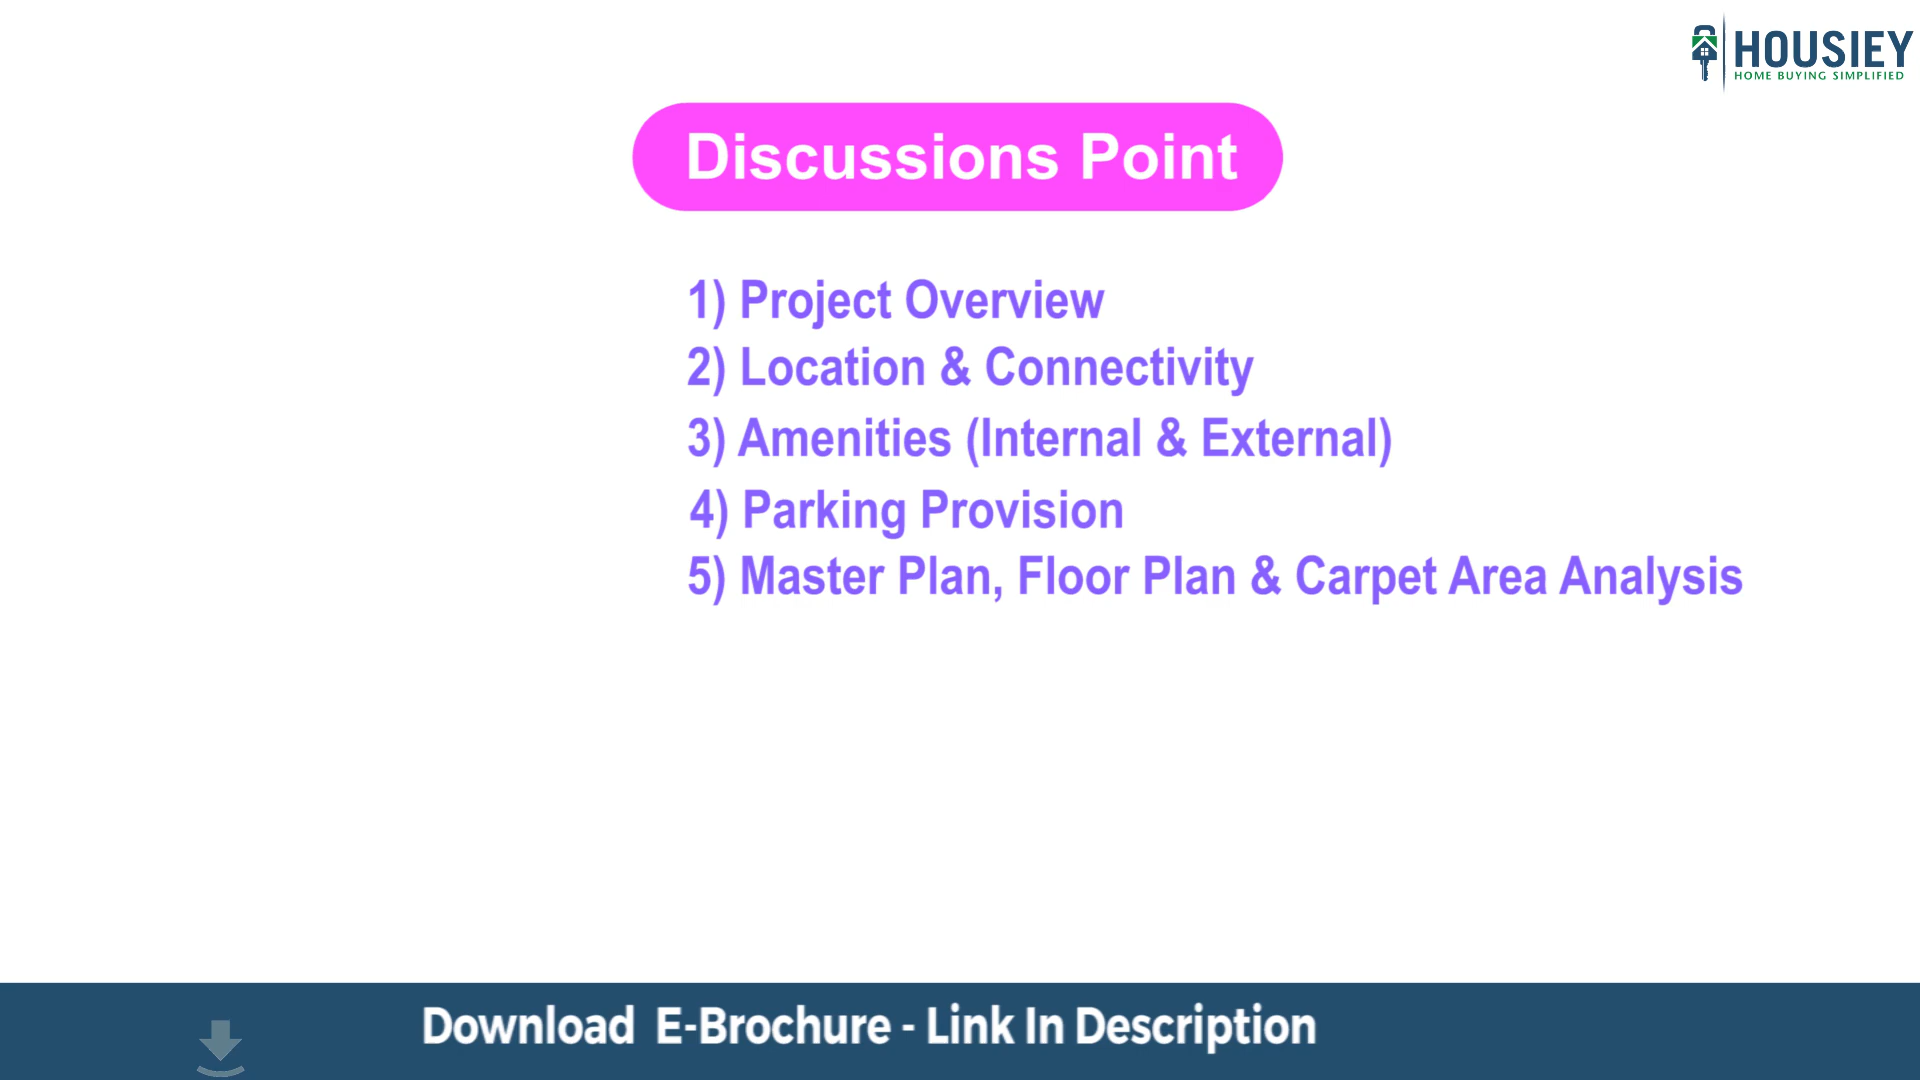 HOUSIEY
HOME BUYING SIMPLIFIED
Discussions Point
1) Project Overview
2) Location & Connectivity
3) Amenities (Internal & External)
4) Parking Provision
5) Master Plan, Floor Plan & Carpet Area Analysis
Download E-Brochure - Link In Description